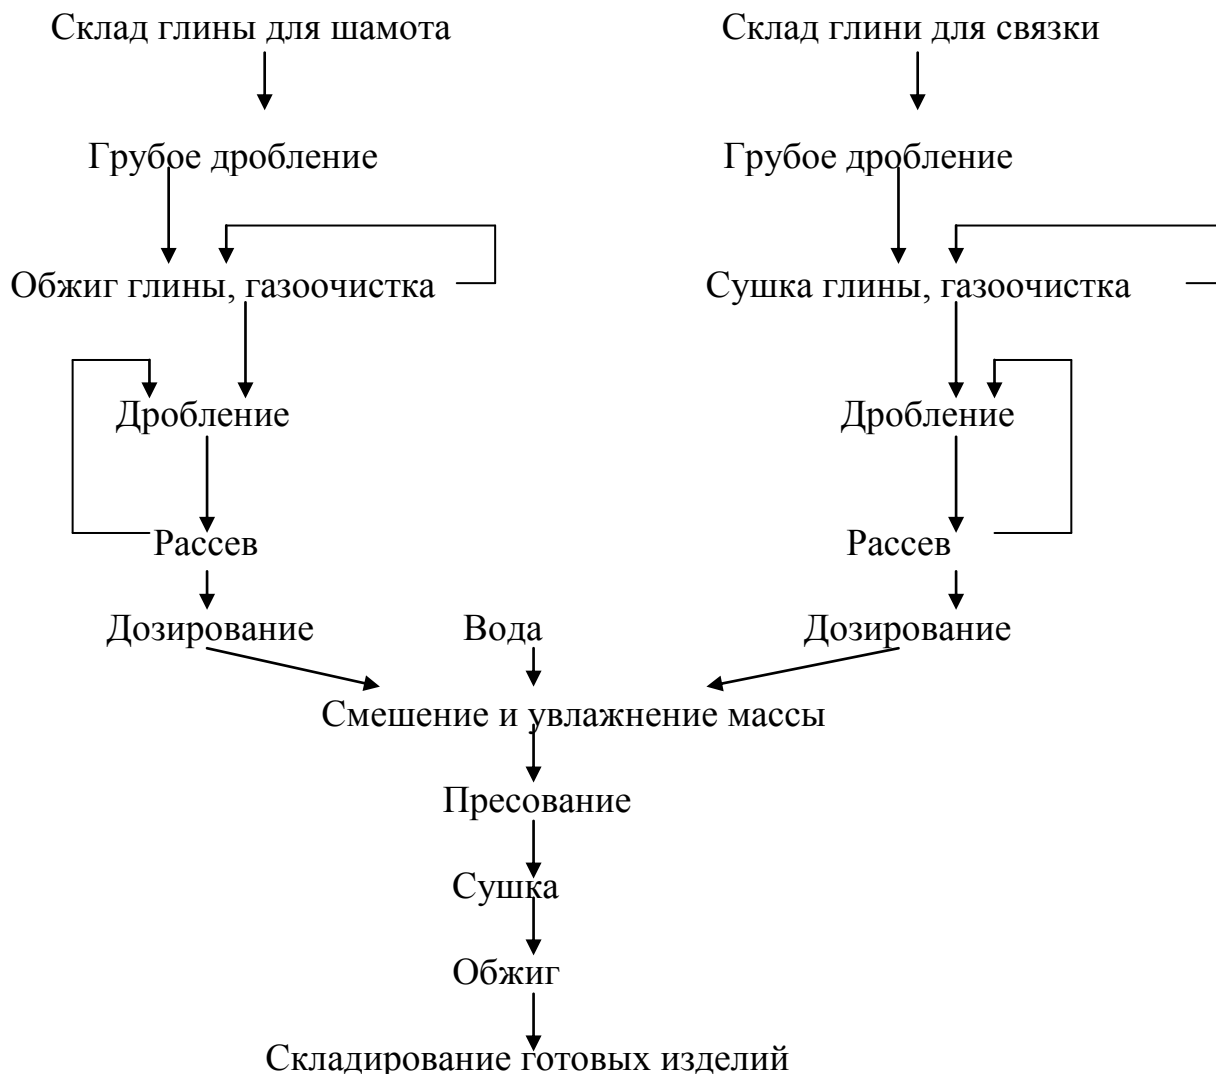 Склад глины для шамота
Склад глини для связки
Грубое дробление
Грубое дробление
Обжиг глины, газоочистка
Сушка глины, газоочистка
Дробление
Дробление
Рассев
Рассев
Дозирование
Вода
Дозирование
Смешение и увлажнение массы
Пресование
Сушка
Обжиг
Складирование готовых изделий